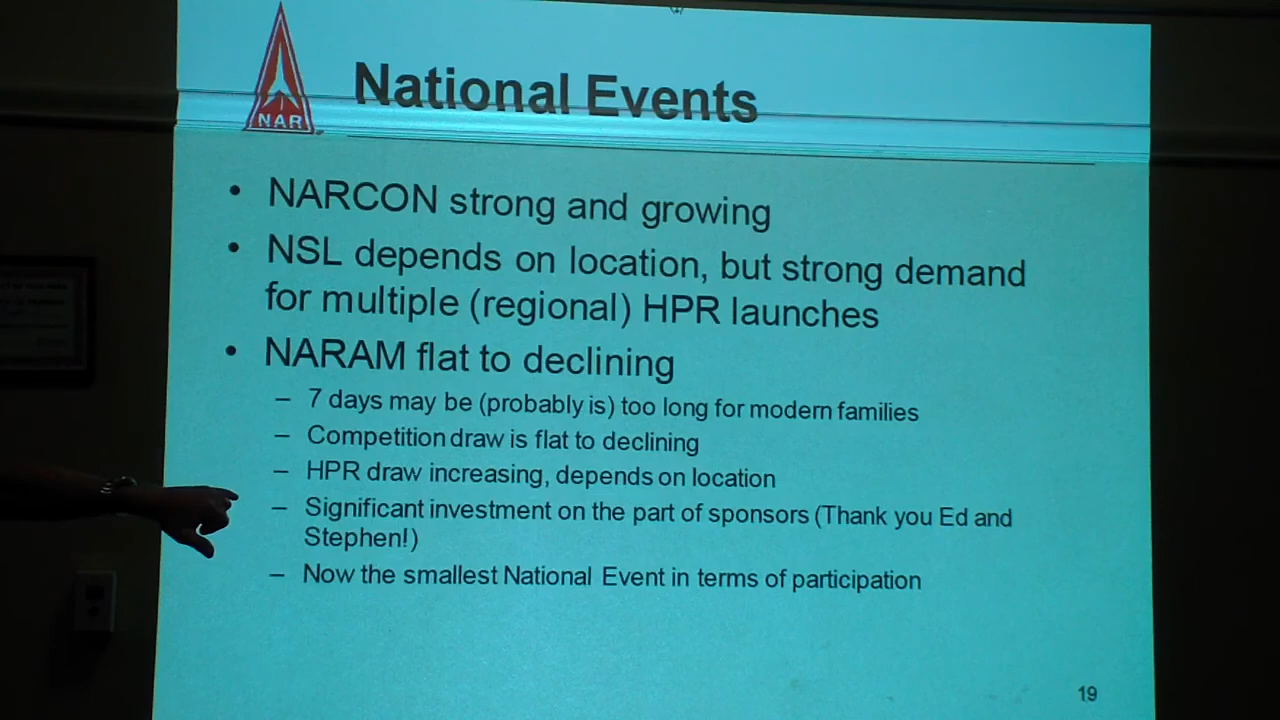 NAR
National Events
• NARCON strong and growing
• NSL depends on location, but strong demand
for multiple (regional) HPR launches
• NARAM flat to declining
– 7 days may be (probably is) too long for modern families
– Competition draw is flat to declining
– HPR draw increasing, depends on location
– Significant investment on the part of sponsors (Thank you Ed and
Stephen!)
– Now the smallest National Event in terms of participation
19